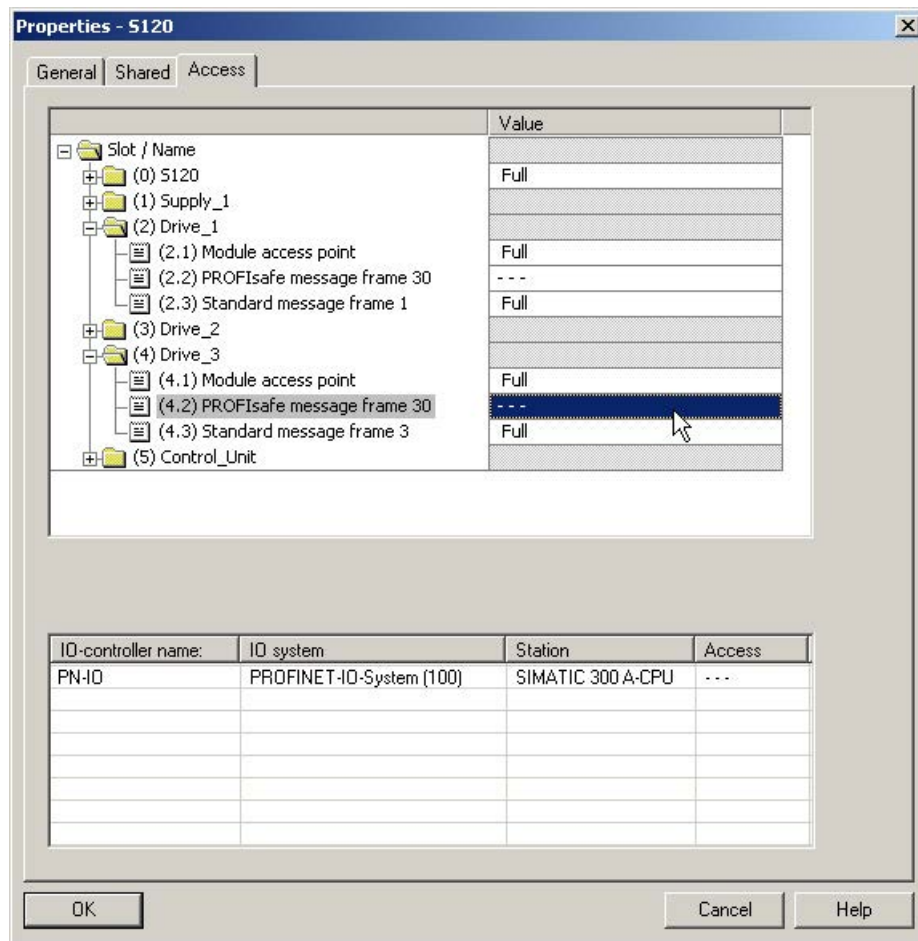 Properties - S120
General Shared Access
Value
Slot / Name
(0) S120 Full
(1) Supply_1
(2) Drive_1
(2.1) Module access point Full
(2.2) PROFIsafe message frame 30 - - -
(2.3) Standard message frame 1 Full
(3) Drive_2
(4) Drive_3
(4.1) Module access point Full
(4.2) PROFIsafe message frame 30 - - -
(4.3) Standard message frame 3 Full
(5) Control_Unit
IO-controller name: IO system Station Access
PN-IO PROFINET-IO-System (100) SIMATIC 300 A-CPU - - -
OK Cancel Help